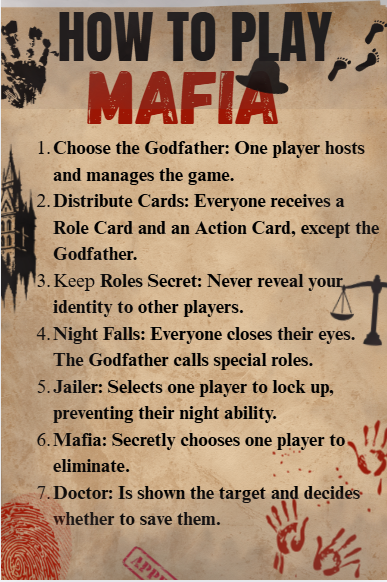 HOW TO PLAY
MAFIA
1. Choose the Godfather: One player hosts
and manages the game.
2. Distribute Cards: Everyone receives a
Role Card and an Action Card, except the
Godfather.
3. Keep Roles Secret: Never reveal your
identity to other players.
4. Night Falls: Everyone closes their eyes.
The Godfather calls special roles.
5. Jailer: Selects one player to lock up,
preventing their night ability.
6. Mafia: Secretly chooses one player to
eliminate.
7. Doctor: Is shown the target and decides
whether to save them.